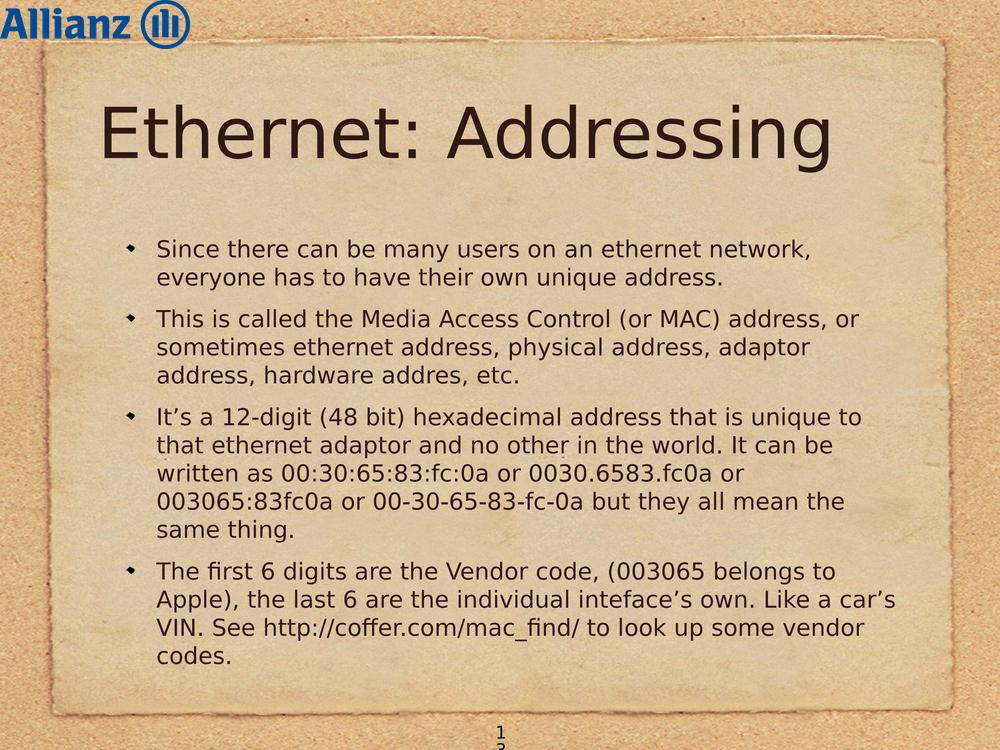 Allianz
Ethernet: Addressing
Since there can be many users on an ethernet network,
everyone has to have their own unique address.
This is called the Media Access Control (or MAC) address, or
sometimes ethernet address, physical address, adaptor
address, hardware addres, etc.
It’s a 12-digit (48 bit) hexadecimal address that is unique to
that ethernet adaptor and no other in the world. It can be
written as 00:30:65:83:fc:0a or 0030.6583.fc0a or
003065:83fc0a or 00-30-65-83-fc-0a but they all mean the
same thing.
The first 6 digits are the Vendor code, (003065 belongs to
Apple), the last 6 are the individual inteface’s own. Like a car’s
VIN. See http://coffer.com/mac_find/ to look up some vendor
codes.
1